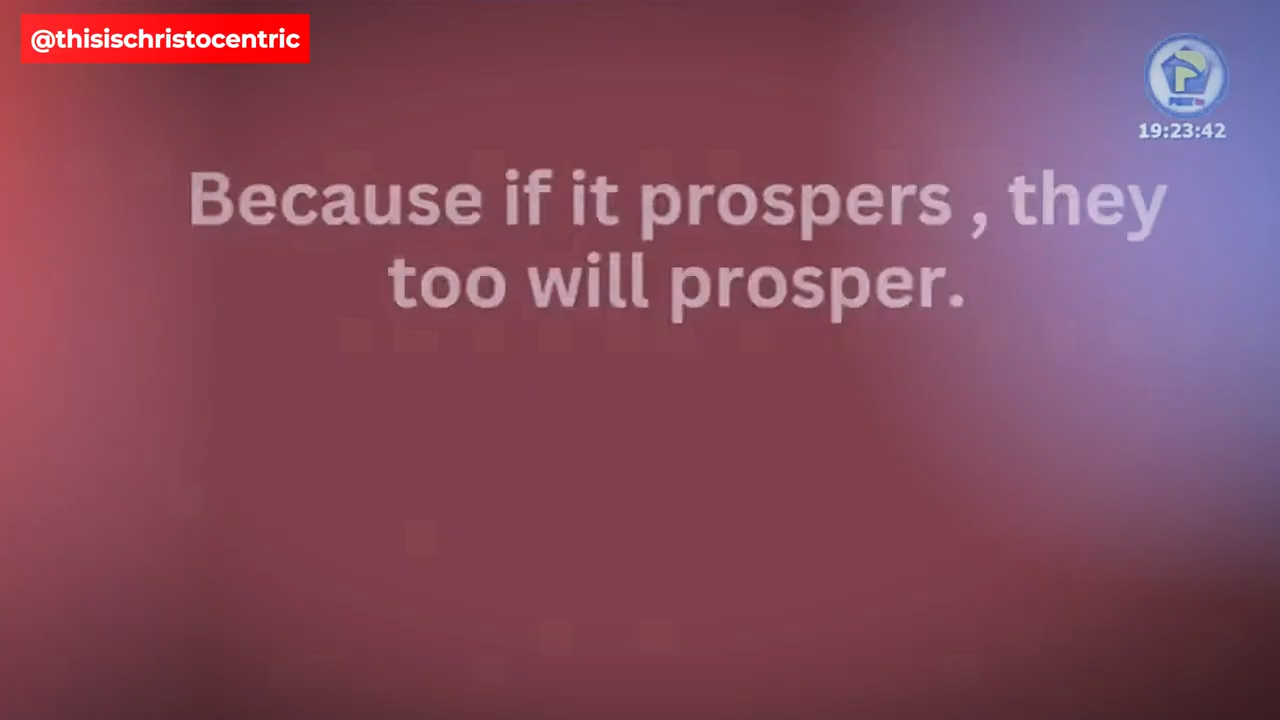 @thisischristocentric
19:23:42
Because if it prospers , they
too will prosper.